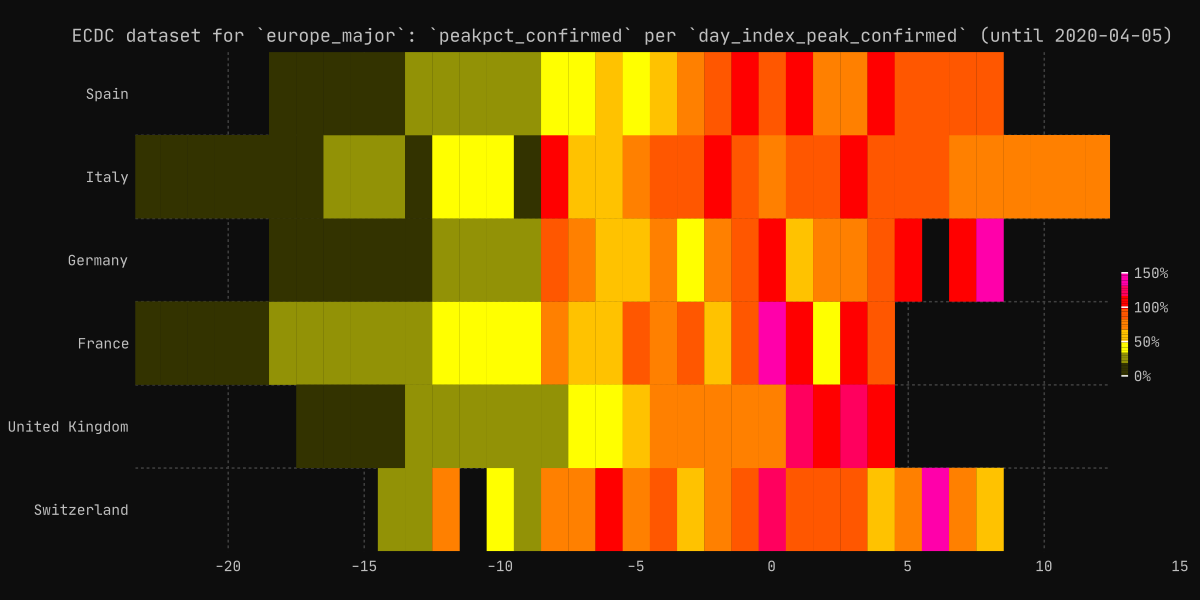 ECDC dataset for `europe_major`: `peakpct_confirmed` per `day_index_peak_confirmed` (until 2020-04-05)
Spain
Italy
Germany
France
United Kingdom
Switzerland
150%
100%
50%
0%
-20 -15 -10 -5 0 5 10 15